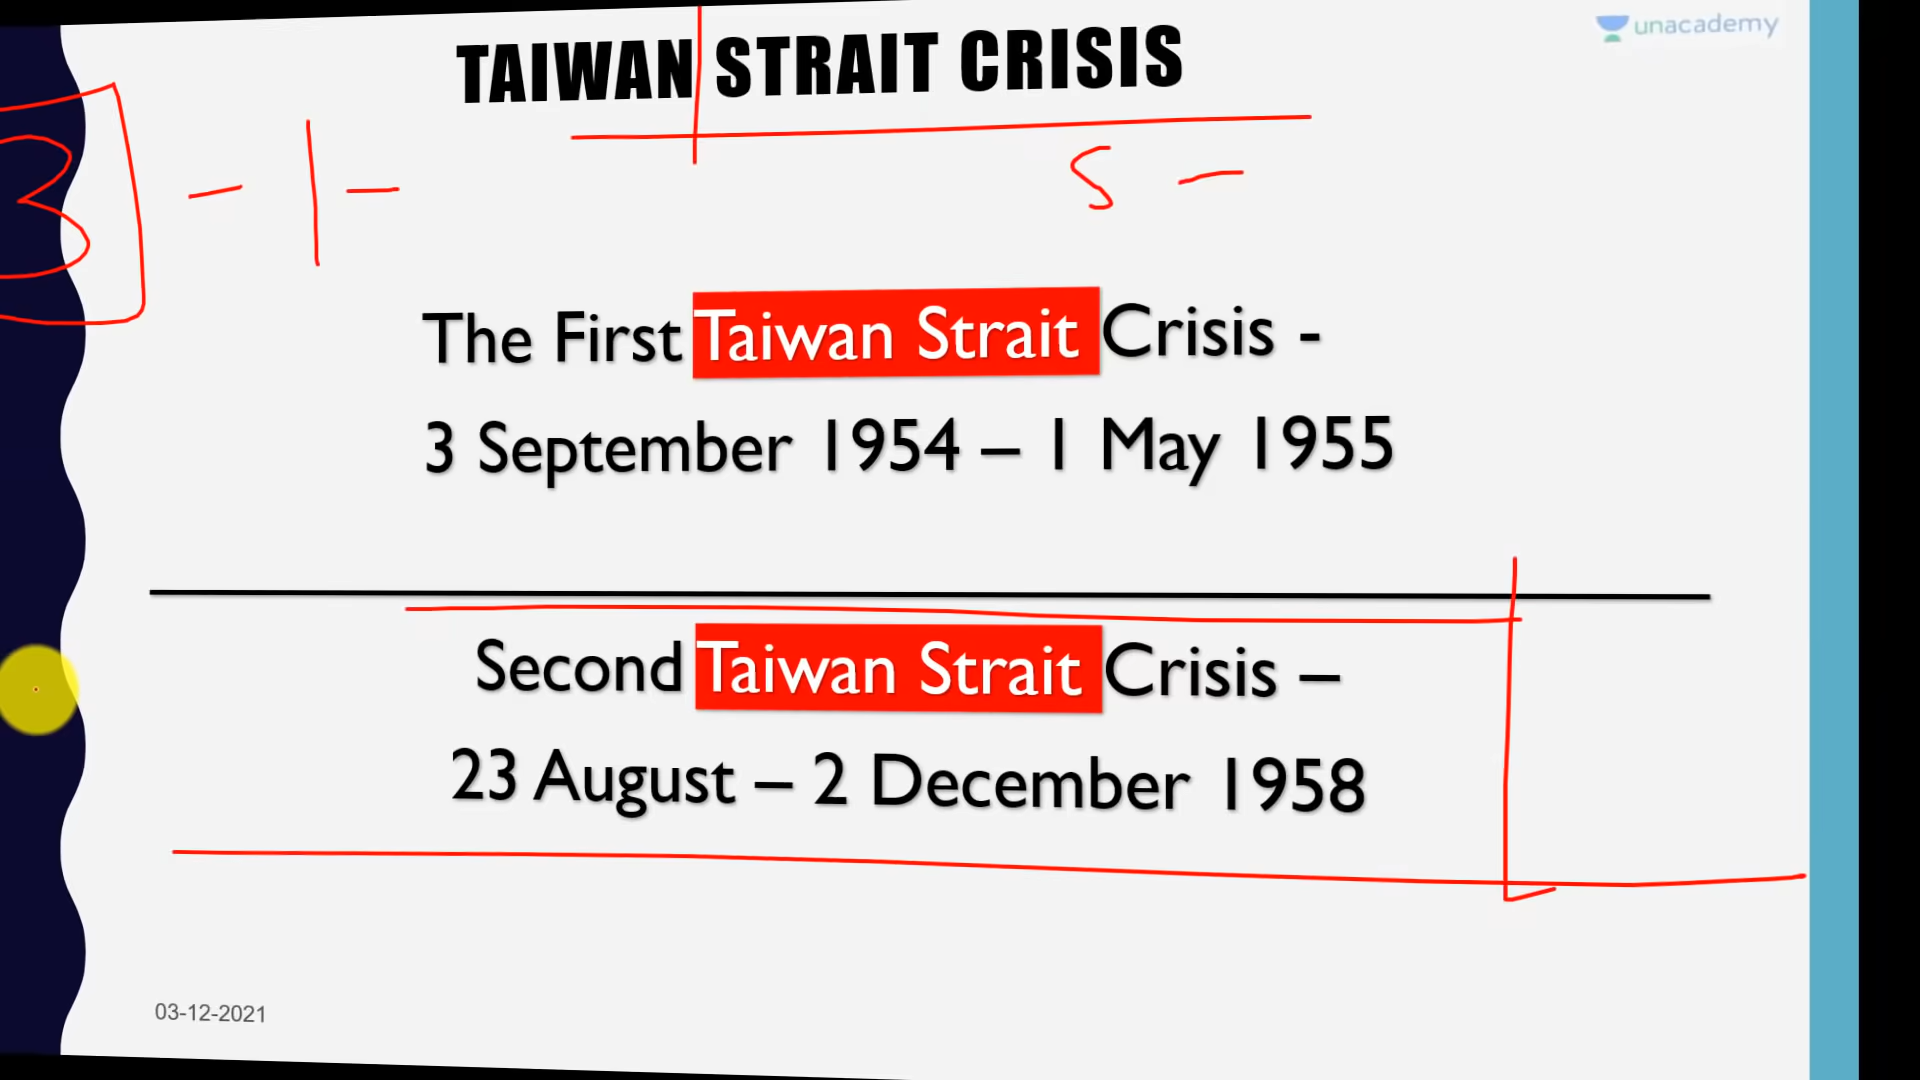 unacademy
TAIWAN STRAIT CRISIS
3 - 1 -
S -
The First Taiwan Strait Crisis -
3 September 1954 – 1 May 1955
Second Taiwan Strait Crisis –
23 August – 2 December 1958
03-12-2021